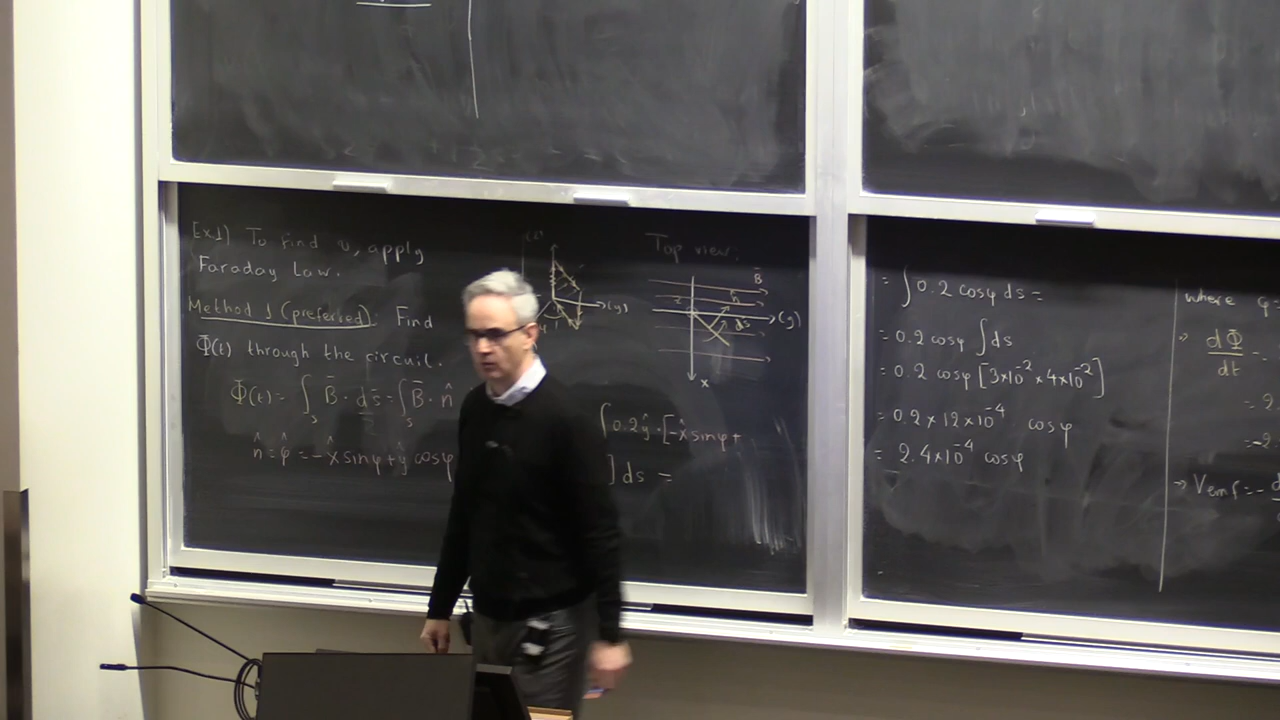 Ex1) To find v, apply
Faraday Law.
Method 1 (preferred): Find
Φ(t) through the circuit.
Φ(t) = ∫ₛ B̄ · ds̄ = ∫ₛ B̄ · n̂
n̂ = φ̂ = -x̂ sinφ + ŷ cosφ
(z)
(y)
Top view:
B̄
n̂
z
(y)
ds
x
∫0.2ŷ · [-x̂ sinφ +
] ds =
= ∫0.2 cosφ ds =
= 0.2 cosφ ∫ds
= 0.2 cosφ [3×10⁻² × 4×10⁻²]
= 0.2 × 12×10⁻⁴ cosφ
= 2.4×10⁻⁴ cosφ
where φ =
⇒ dΦ/dt = -
= 2.
= -2
⇒ Vemf = - d